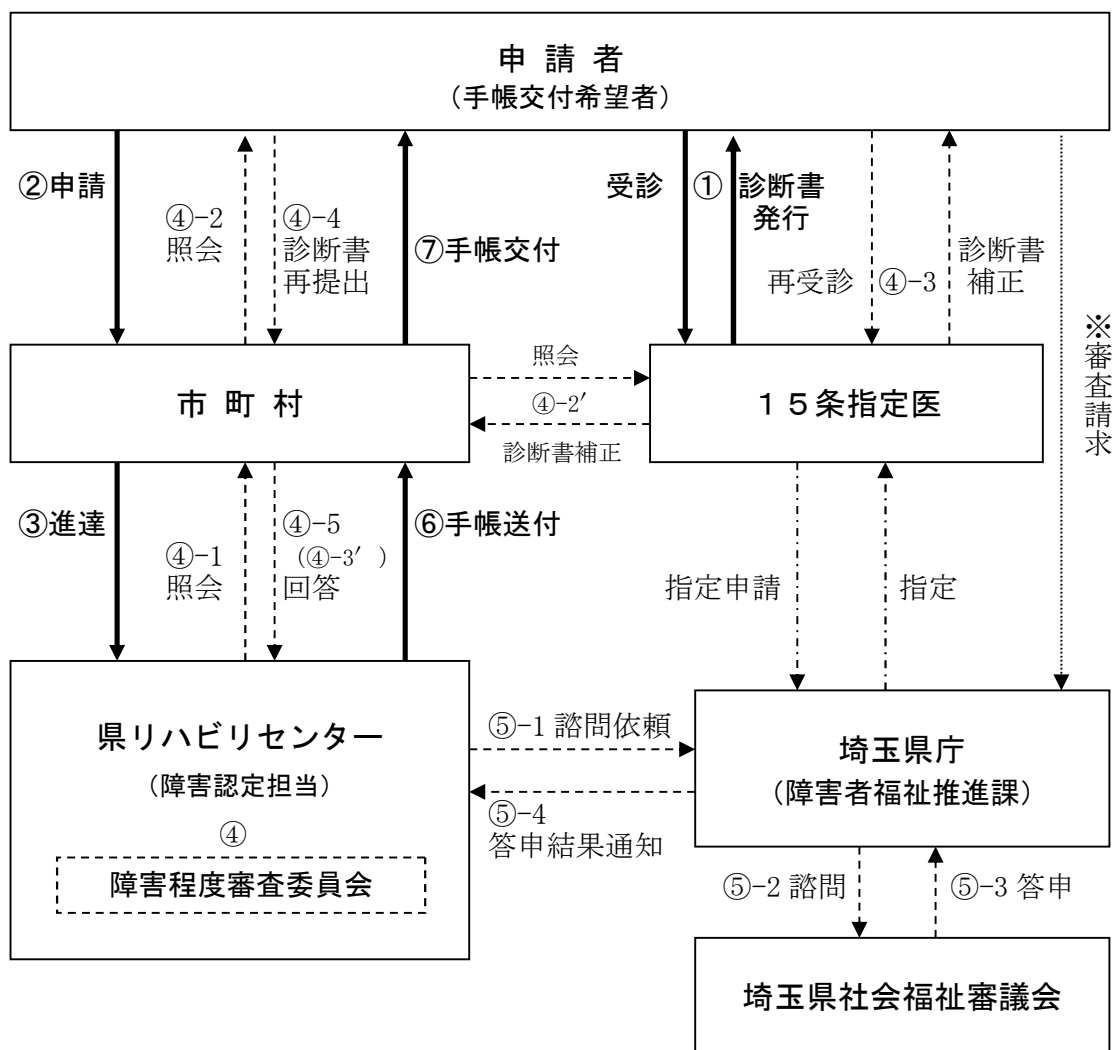 申 請 者
（手帳交付希望者）
②申請
④-2
照会
④-4
診断書
再提出
⑦手帳交付
受診
①
診断書
発行
再受診
④-3
診断書
補正
※審査請求
市 町 村
照会
④-2′
診断書補正
１５条指定医
③進達
④-1
照会
④-5
（④-3′）
回答
⑥手帳送付
指定申請
指定
県リハビリセンター
（障害認定担当）
④
障害程度審査委員会
⑤-1 諮問依頼
⑤-4
答申結果通知
埼玉県庁
（障害者福祉推進課）
⑤-2 諮問
⑤-3 答申
埼玉県社会福祉審議会